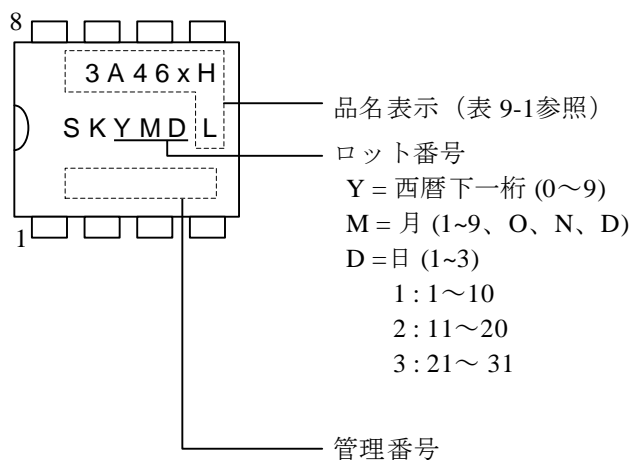 8
3A46xH
SKYMD L
1
品名表示（表 9-1参照）
ロット番号
Y = 西暦下一桁 (0～9)
M = 月 (1~9、O、N、D)
D =日 (1~3)
1 : 1～10
2 : 11～20
3 : 21～ 31
管理番号